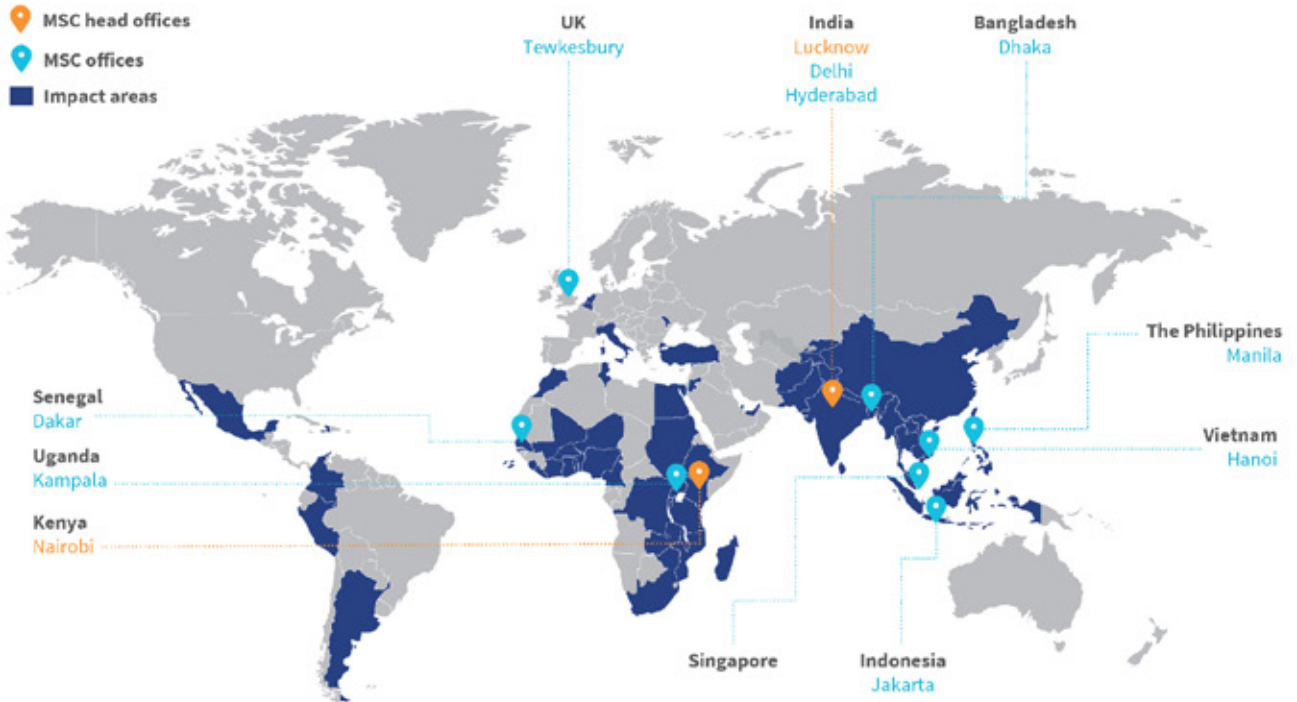 MSC head offices
MSC offices
Impact areas
UK
Tewkesbury
India
Lucknow
Delhi
Hyderabad
Bangladesh
Dhaka
The Philippines
Manila
Vietnam
Hanoi
Senegal
Dakar
Uganda
Kampala
Kenya
Nairobi
Singapore
Indonesia
Jakarta